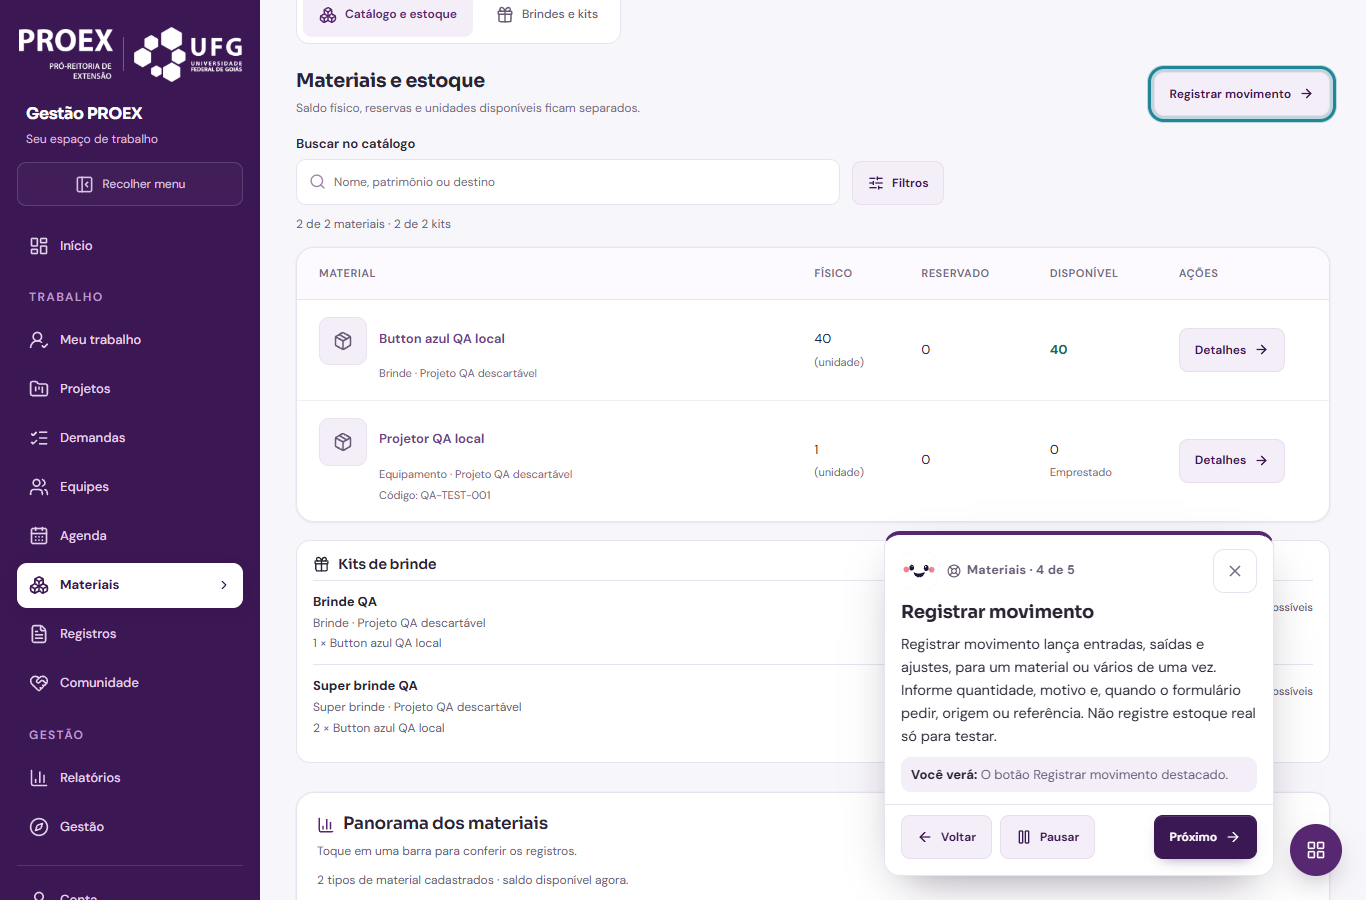 PROEX
PRÓ-REITORIA DE
EXTENSÃO
UFG
UNIVERSIDADE
FEDERAL DE GOIÁS
Gestão PROEX
Seu espaço de trabalho
Recolher menu
Início
TRABALHO
Meu trabalho
Projetos
Demandas
Equipes
Agenda
Materiais
Registros
Comunidade
GESTÃO
Relatórios
Gestão
Conta
Catálogo e estoque
Brindes e kits
Materiais e estoque
Saldo físico, reservas e unidades disponíveis ficam separados.
Registrar movimento
Buscar no catálogo
Nome, patrimônio ou destino
Filtros
2 de 2 materiais · 2 de 2 kits
MATERIAL FÍSICO RESERVADO DISPONÍVEL AÇÕES
Button azul QA local
Brinde · Projeto QA descartável
40
(unidade)
0
40
Detalhes
Projetor QA local
Equipamento · Projeto QA descartável
Código: QA-TEST-001
1
(unidade)
0
0
Emprestado
Detalhes
Kits de brinde
Brinde QA
Brinde · Projeto QA descartável
1 × Button azul QA local
ossíveis
Super brinde QA
Super brinde · Projeto QA descartável
2 × Button azul QA local
ossíveis
Panorama dos materiais
Toque em uma barra para conferir os registros.
2 tipos de material cadastrados · saldo disponível agora.
Materiais · 4 de 5
Registrar movimento
Registrar movimento lança entradas, saídas e
ajustes, para um material ou vários de uma vez.
Informe quantidade, motivo e, quando o formulário
pedir, origem ou referência. Não registre estoque real
só para testar.
Você verá: O botão Registrar movimento destacado.
Voltar
Pausar
Próximo